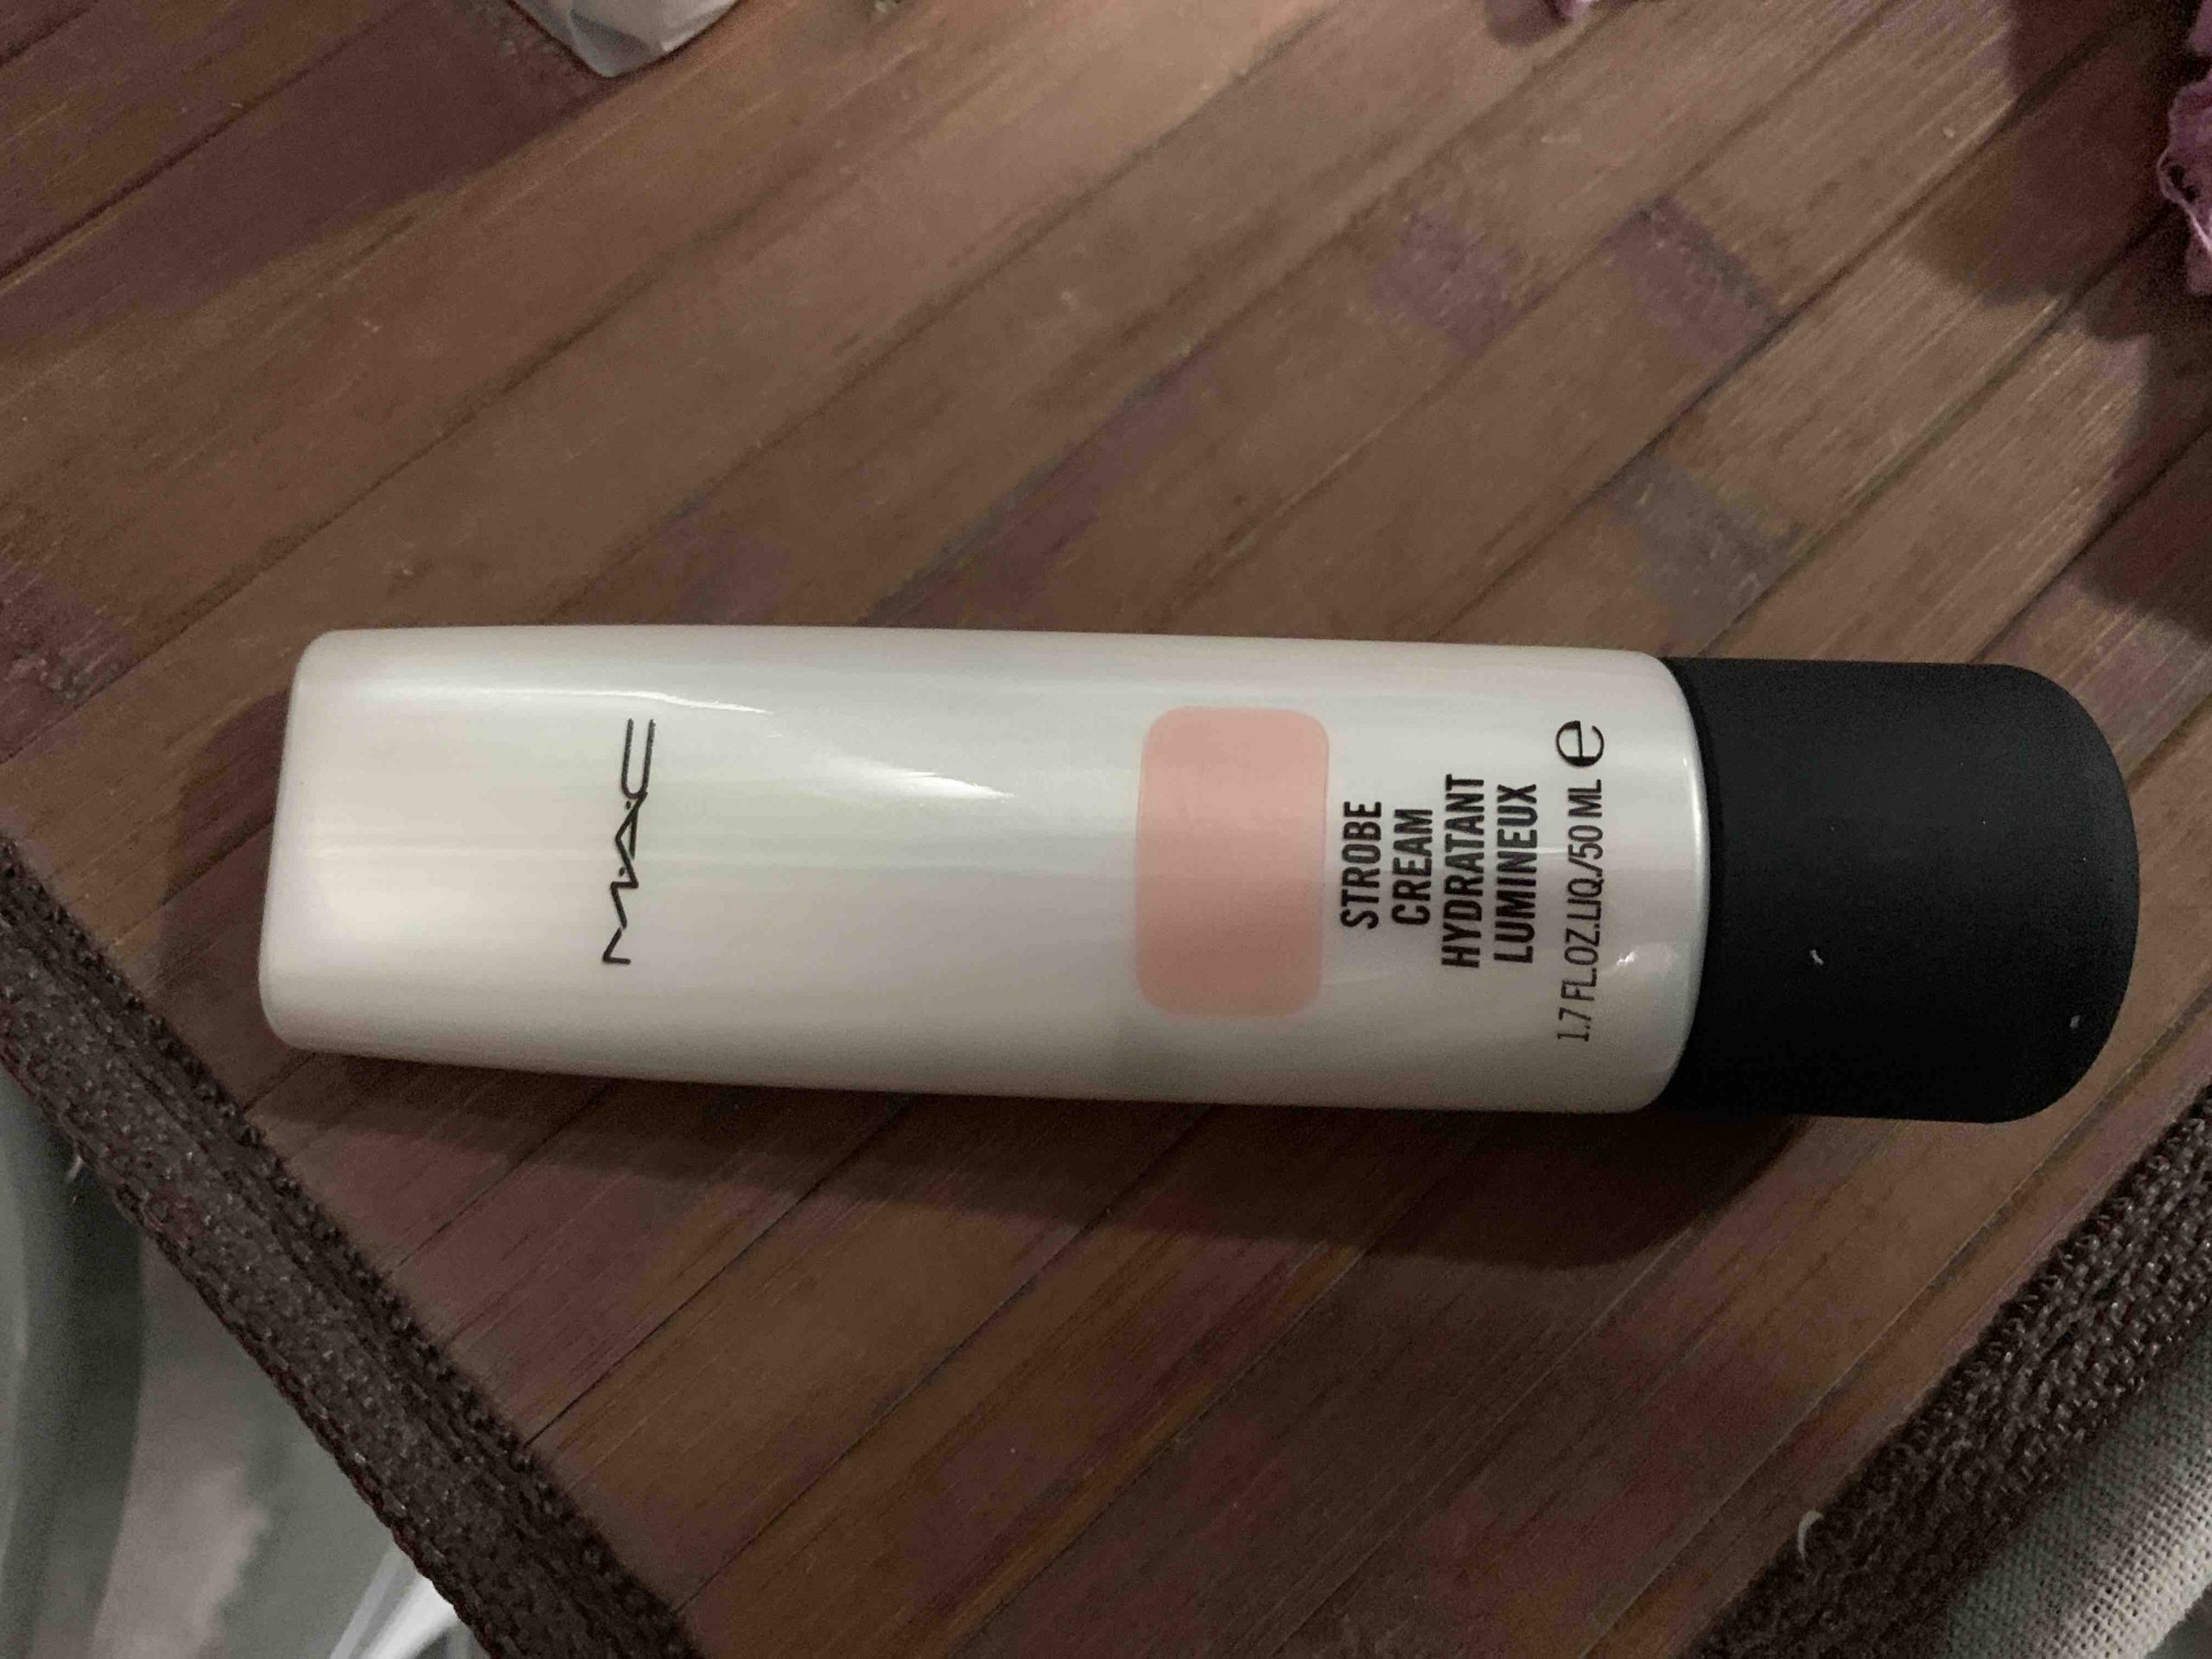 MAC
STROBE
CREAM
HYDRATANT
LUMINEUX
1.7 FL.OZ.LIQ./50 ML ℮